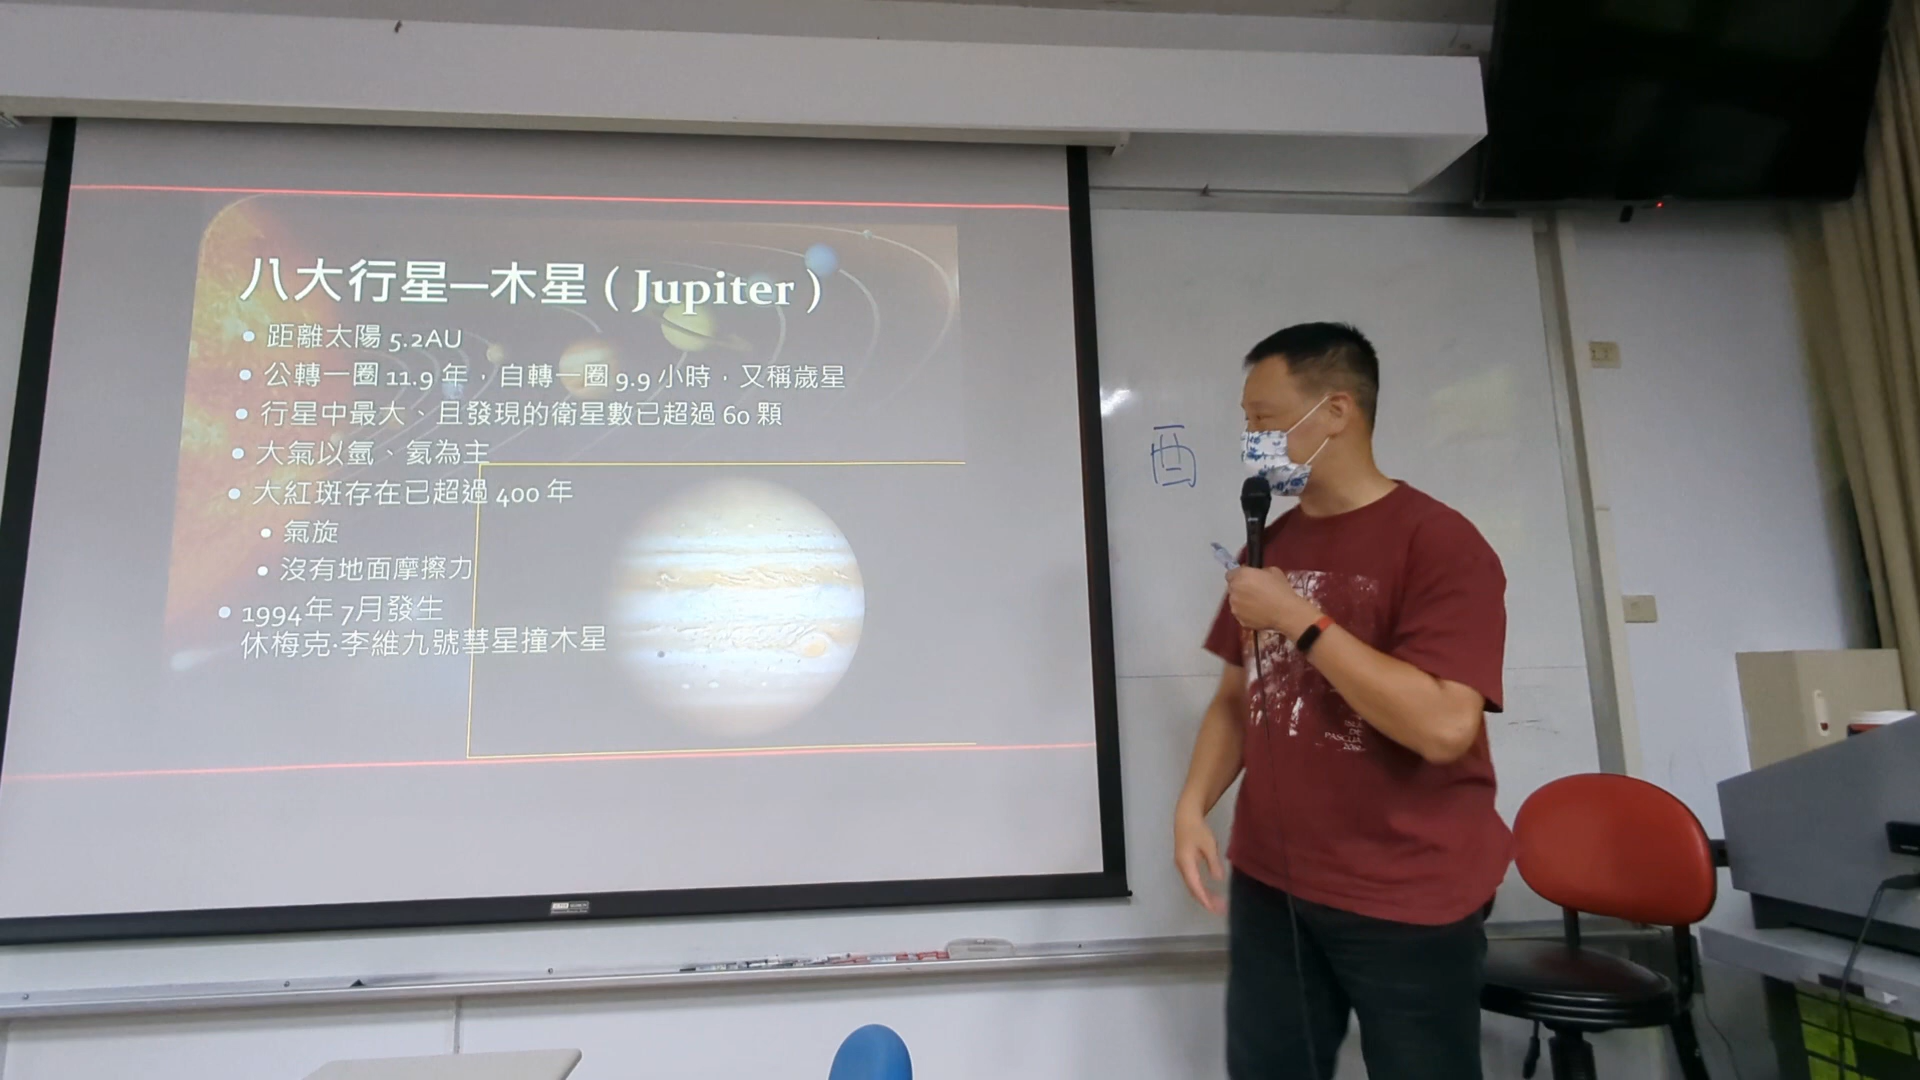 八大行星—木星（Jupiter）
• 距離太陽 5.2AU
• 公轉一圈 11.9 年，自轉一圈 9.9 小時，又稱歲星
• 行星中最大、且發現的衛星數已超過 60 顆
• 大氣以氫、氦為主
• 大紅斑存在已超過 400 年
• 氣旋
• 沒有地面摩擦力
• 1994年 7月發生
休梅克·李維九號彗星撞木星
酉
ISLA
DE
PASCUA